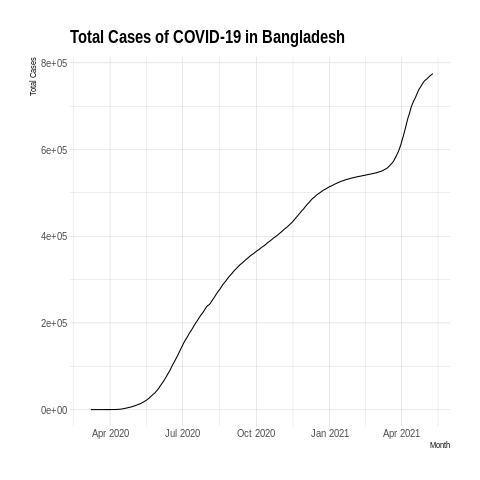 Total Cases of COVID-19 in Bangladesh
Total Cases
8e+05
6e+05
4e+05
2e+05
0e+00
Apr 2020 Jul 2020 Oct 2020 Jan 2021 Apr 2021
Month